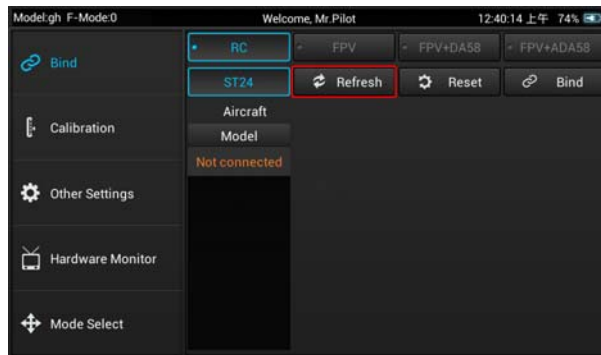 Model:gh F-Mode:0 Welcome, Mr.Pilot 12:40:14 上午 74%
Bind
RC FPV FPV+DA58 FPV+ADA58
ST24 Refresh Reset Bind
Aircraft
Calibration
Model
Not connected
Other Settings
Hardware Monitor
Mode Select